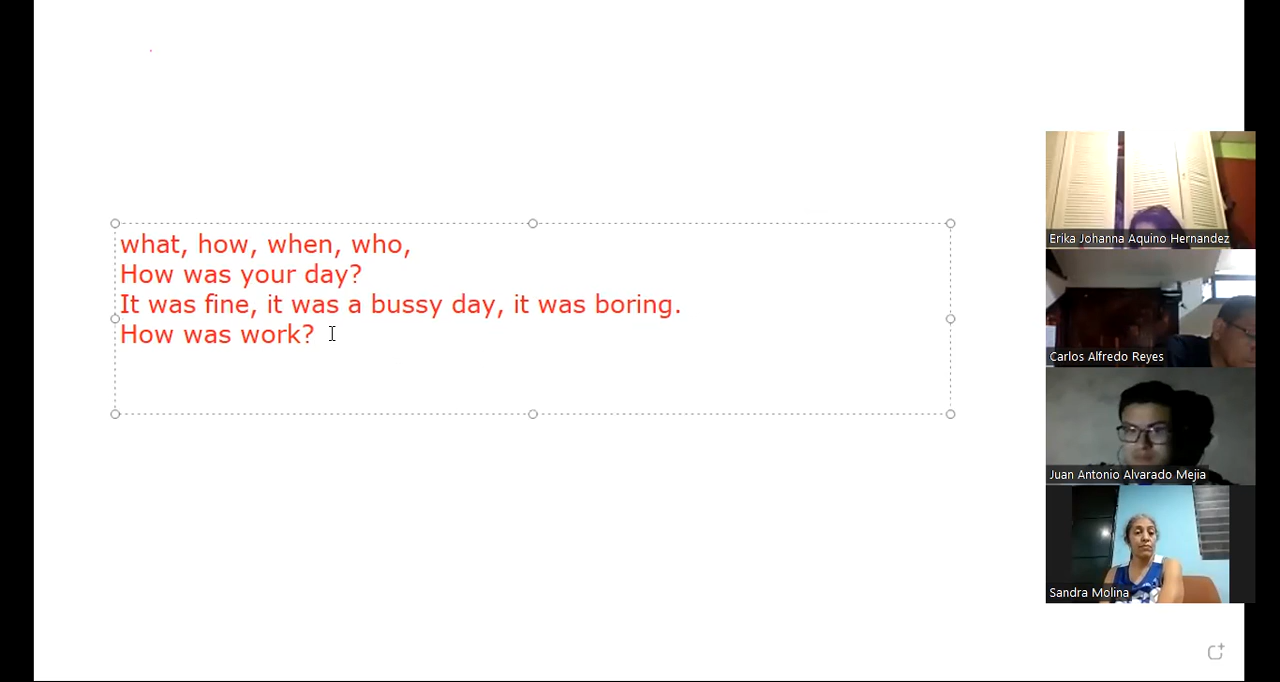 what, how, when, who,
How was your day?
It was fine, it was a bussy day, it was boring.
How was work?
Erika Johanna Aquino Hernandez
Carlos Alfredo Reyes
Juan Antonio Alvarado Mejia
Sandra Molina